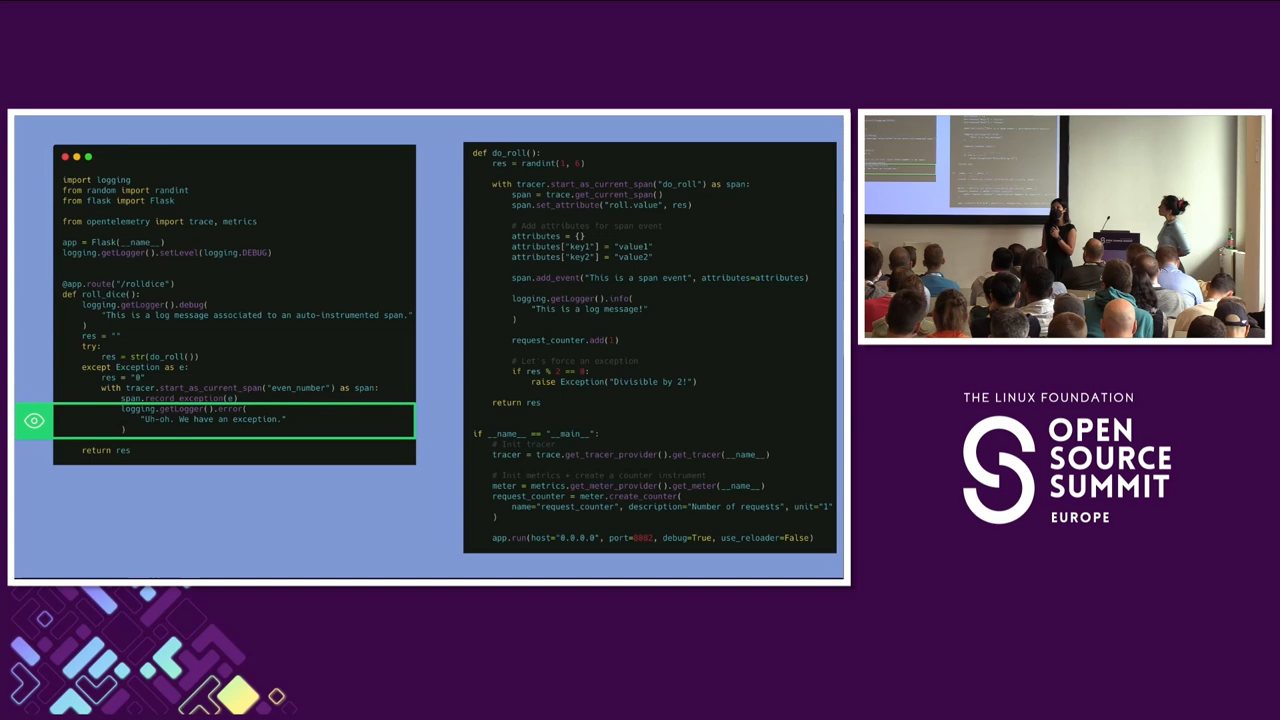 import logging
from random import randint
from flask import Flask
from opentelemetry import trace, metrics
app = Flask(__name__)
logging.getLogger().setLevel(logging.DEBUG)
@app.route("/rolldice")
def roll_dice():
logging.getLogger().debug(
"This is a log message associated to an auto-instrumented span."
)
res = ""
try:
res = str(do_roll())
except Exception as e:
res = "0"
with tracer.start_as_current_span("even_number") as span:
span.record_exception(e)
logging.getLogger().error(
"Uh-oh. We have an exception."
)
return res
def do_roll():
res = randint(1, 6)
with tracer.start_as_current_span("do_roll") as span:
span = trace.get_current_span()
span.set_attribute("roll.value", res)
# Add attributes for span event
attributes = {}
attributes["key1"] = "value1"
attributes["key2"] = "value2"
span.add_event("This is a span event", attributes=attributes)
logging.getLogger().info(
"This is a log message!"
)
request_counter.add(1)
# Let's force an exception
if res % 2 == 0:
raise Exception("Divisible by 2!")
return res
if __name__ == "__main__":
# Init tracer
tracer = trace.get_tracer_provider().get_tracer(__name__)
# Init metrics + create a counter instrument
meter = metrics.get_meter_provider().get_meter(__name__)
request_counter = meter.create_counter(
name="request_counter", description="Number of requests", unit="1"
)
app.run(host="0.0.0.0", port=8082, debug=True, use_reloader=False)
THE LINUX FOUNDATION
OPEN
SOURCE
SUMMIT
EUROPE